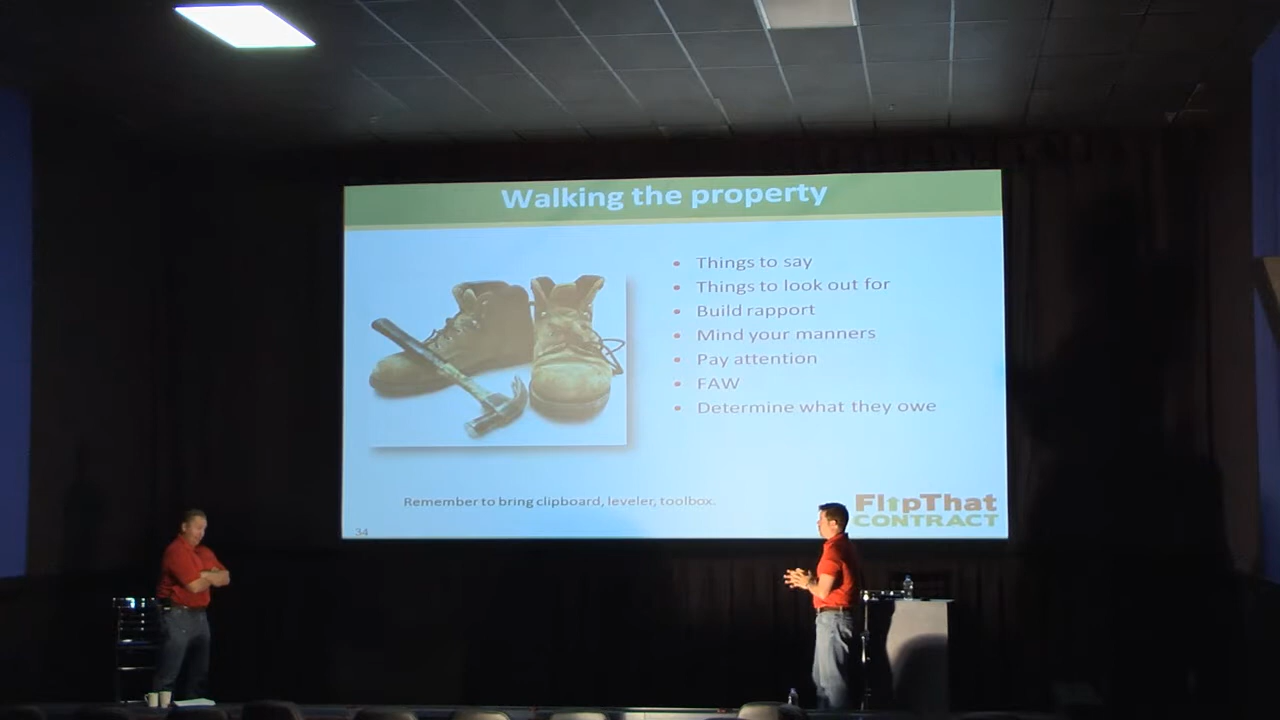 Walking the property
• Things to say
• Things to look out for
• Build rapport
• Mind your manners
• Pay attention
• FAW
• Determine what they owe
Remember to bring clipboard, leveler, toolbox.
FlipThat
CONTRACT
34